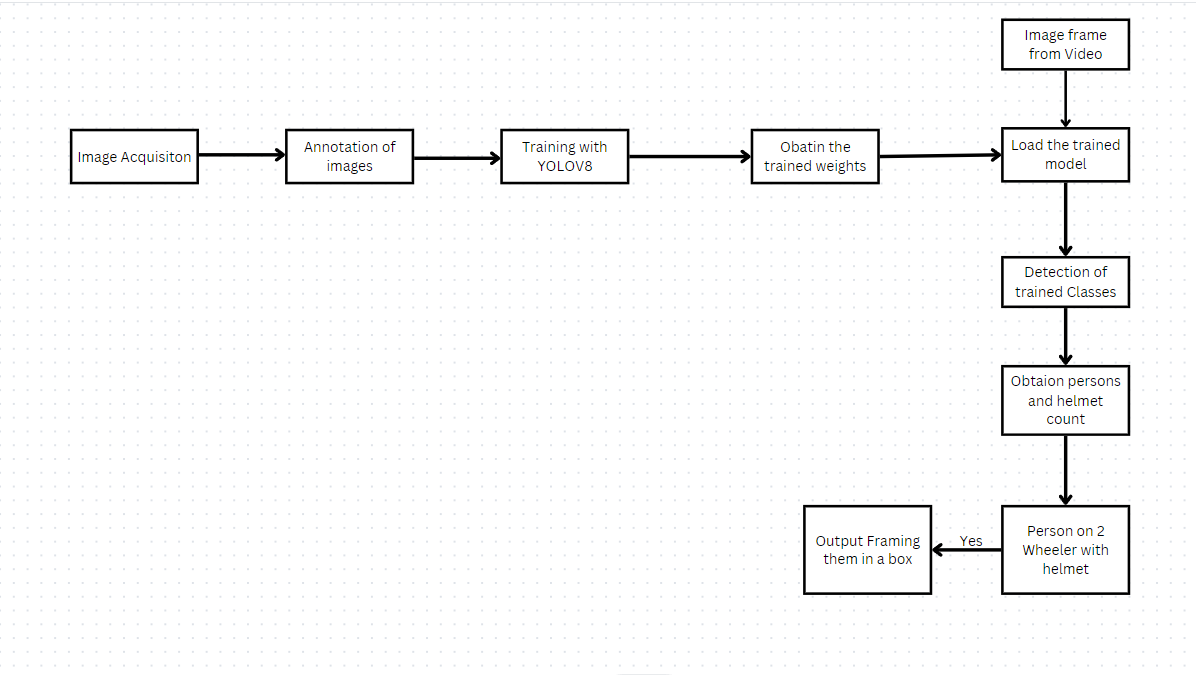 Image frame
from Video
Image Acquisiton
Annotation of
images
Training with
YOLOV8
Obatin the
trained weights
Load the trained
model
Detection of
trained Classes
Obtaion persons
and helmet
count
Person on 2
Wheeler with
helmet
Yes
Output Framing
them in a box